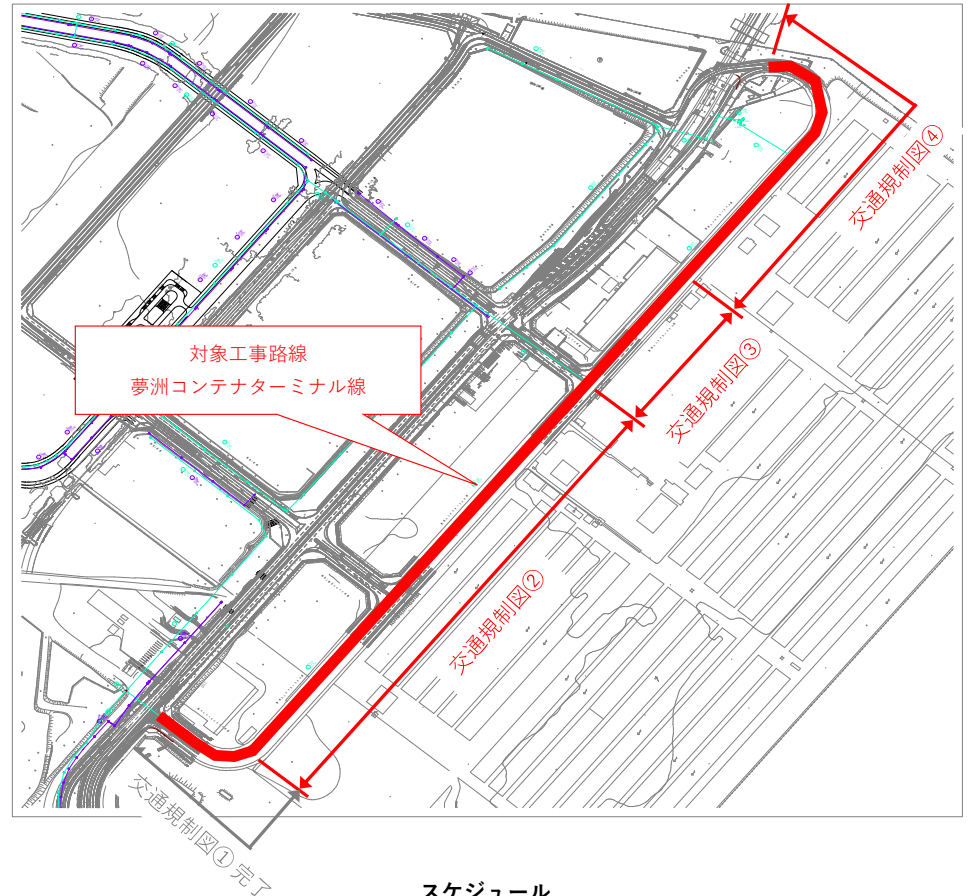 交通規制図④
対象工事路線
夢洲コンテナターミナル線
交通規制図③
交通規制図②
交通規制図① 完了
スケジュール